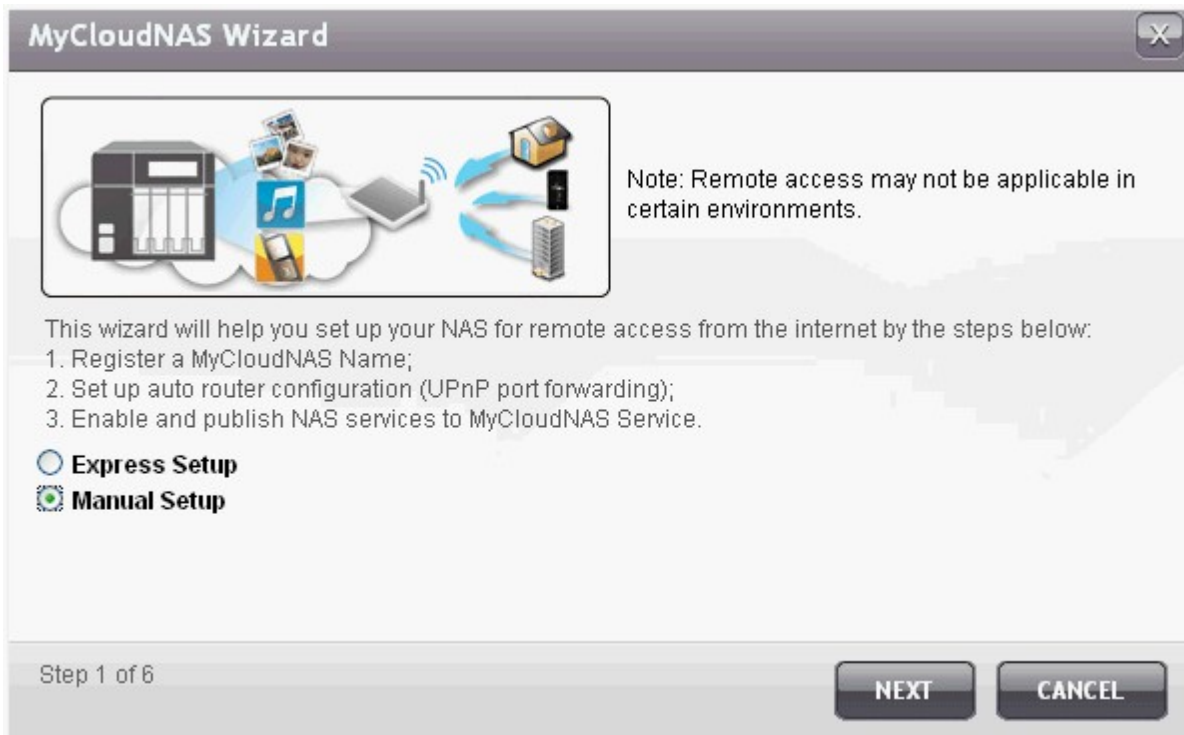 MyCloudNAS Wizard
X
Note: Remote access may not be applicable in
certain environments.
This wizard will help you set up your NAS for remote access from the internet by the steps below:
1. Register a MyCloudNAS Name;
2. Set up auto router configuration (UPnP port forwarding);
3. Enable and publish NAS services to MyCloudNAS Service.
Express Setup
Manual Setup
Step 1 of 6
NEXT
CANCEL